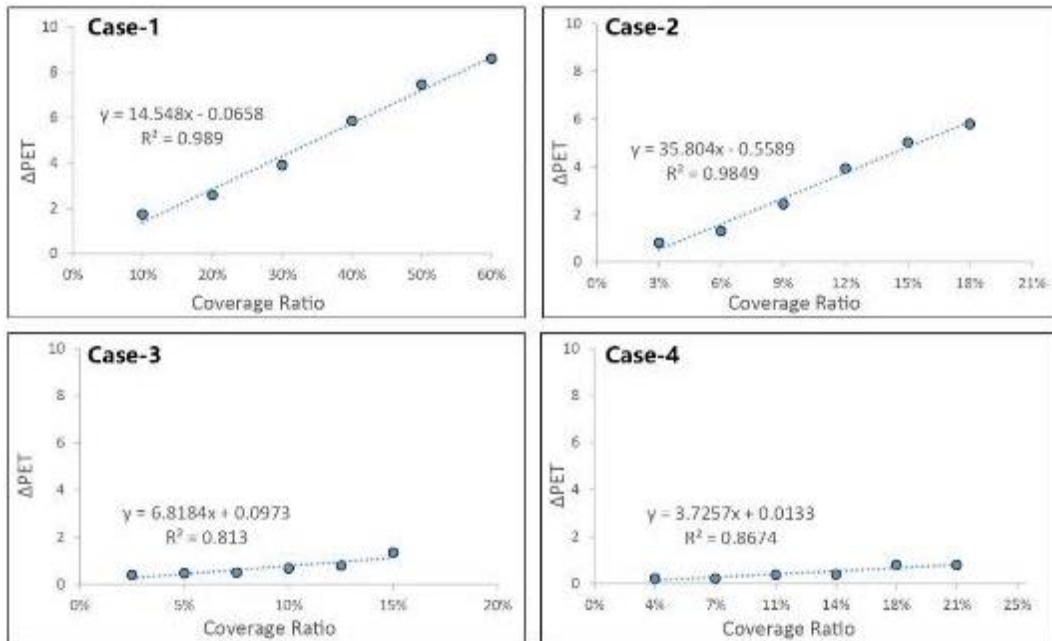 Case-1
10
8
6
4
2
0
ΔPET
y = 14.548x - 0.0658
R² = 0.989
0% 10% 20% 30% 40% 50% 60%
Coverage Ratio
Case-2
10
8
6
4
2
0
ΔPET
y = 35.804x - 0.5589
R² = 0.9849
0% 3% 6% 9% 12% 15% 18% 21%
Coverage Ratio
Case-3
10
8
6
4
2
0
ΔPET
y = 6.8184x + 0.0973
R² = 0.813
0% 5% 10% 15% 20%
Coverage Ratio
Case-4
10
8
6
4
2
0
ΔPET
y = 3.7257x + 0.0133
R² = 0.8674
0% 4% 7% 11% 14% 18% 21% 25%
Coverage Ratio